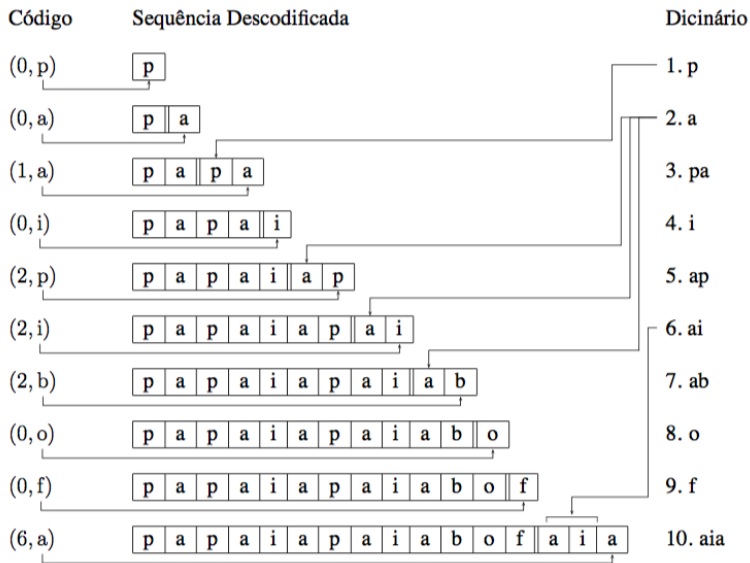 Código Sequência Descodificada Dicinário
(0, p) p 1. p
(0, a) p a 2. a
(1, a) p a p a 3. pa
(0, i) p a p a i 4. i
(2, p) p a p a i a p 5. ap
(2, i) p a p a i a p a i 6. ai
(2, b) p a p a i a p a i a b 7. ab
(0, o) p a p a i a p a i a b o 8. o
(0, f) p a p a i a p a i a b o f 9. f
(6, a) p a p a i a p a i a b o f a i a 10. aia